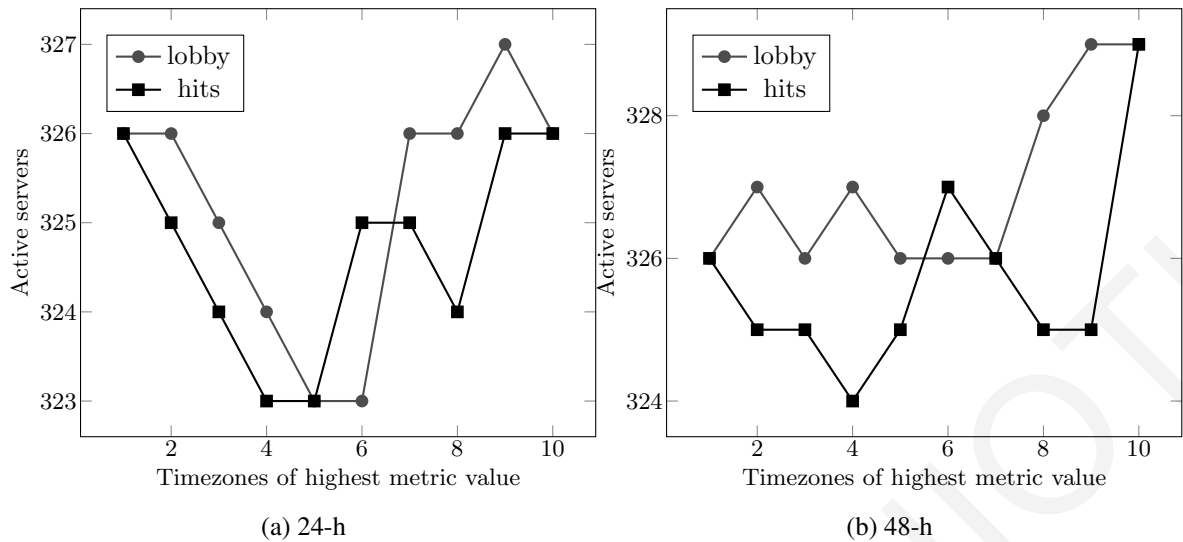 327
326
325
324
323
Active servers
lobby
hits
2 4 6 8 10
Timezones of highest metric value
(a) 24-h
328
326
324
Active servers
lobby
hits
2 4 6 8 10
Timezones of highest metric value
(b) 48-h